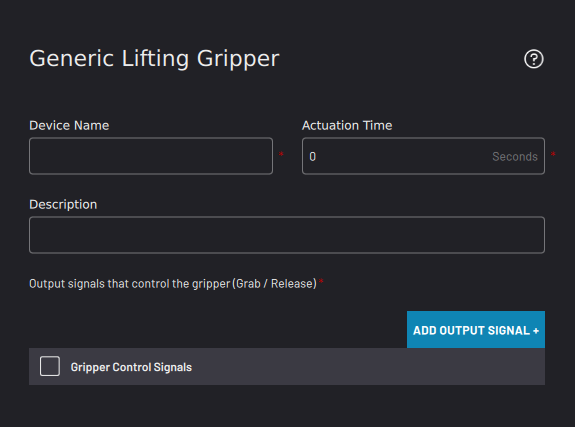 Generic Lifting Gripper
Device Name
Actuation Time
*
0 Seconds *
Description
Output signals that control the gripper (Grab / Release) *
ADD OUTPUT SIGNAL +
Gripper Control Signals